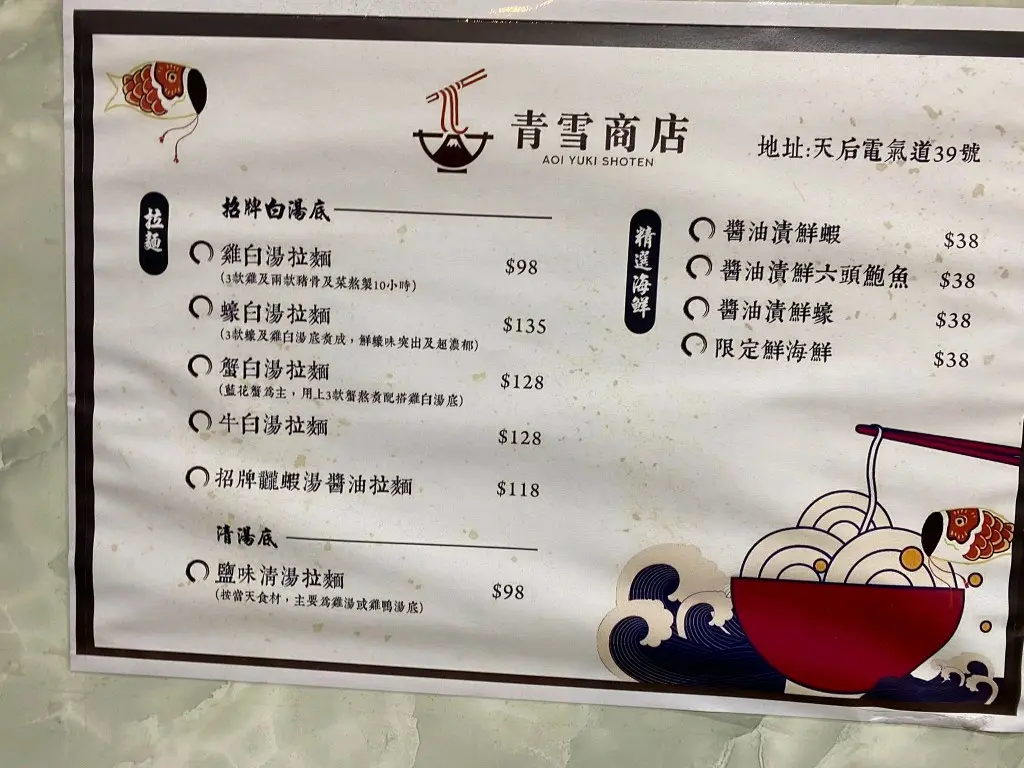 青雪商店
AOI YUKI SHOTEN
地址:天后電氣道39號
拉麵
招牌白湯底
雞白湯拉麵 $98
(3款雞及兩款豬骨及菜熬製10小時)
蠔白湯拉麵 $135
(3款蠔及雞白湯底煮成，鮮蠔味突出及超濃郁)
蟹白湯拉麵 $128
(藍花蟹為主，用上3款蟹熬煮配搭雞白湯底)
牛白湯拉麵 $128
招牌龖蝦湯醬油拉麵 $118
清湯底
鹽味清湯拉麵 $98
(按當天食材，主要為雞湯或雞鴨湯底)
精選海鮮
醬油漬鮮蝦 $38
醬油漬鮮六頭鮑魚 $38
醬油漬鮮蠔 $38
限定鮮海鮮 $38